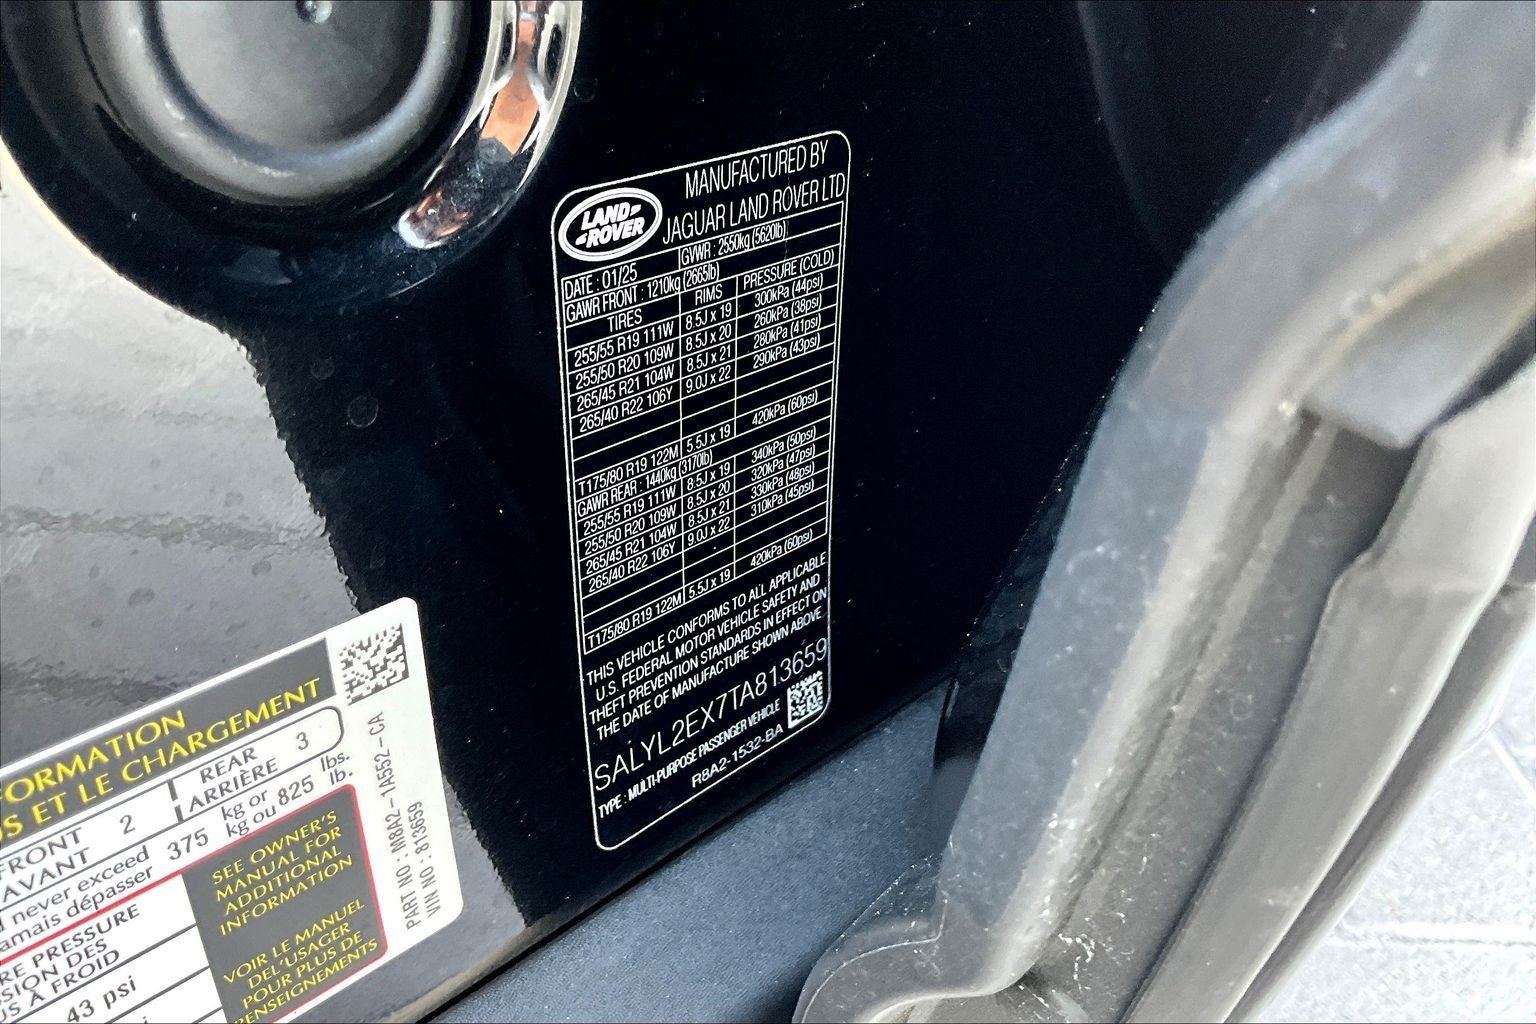 LAND
ROVER
MANUFACTURED BY
JAGUAR LAND ROVER LTD
DATE : 01/25 GVWR : 2550kg (5620lb)
GAWR FRONT : 1210kg (2665lb)
TIRES RIMS PRESSURE (COLD)
255/55 R19 111W 8.5J x 19 300kPa (44psi)
255/50 R20 109W 8.5J x 20 260kPa (38psi)
265/45 R21 104W 8.5J x 21 280kPa (41psi)
265/40 R22 106Y 9.0J x 22 290kPa (43psi)
T175/80 R19 122M 5.5J x 19 420kPa (60psi)
GAWR REAR : 1440kg (3170lb)
255/55 R19 111W 8.5J x 19 340kPa (50psi)
255/50 R20 109W 8.5J x 20 320kPa (47psi)
265/45 R21 104W 8.5J x 21 330kPa (48psi)
265/40 R22 106Y 9.0J x 22 310kPa (45psi)
T175/80 R19 122M 5.5J x 19 420kPa (60psi)
THIS VEHICLE CONFORMS TO ALL APPLICABLE
U.S. FEDERAL MOTOR VEHICLE SAFETY AND
THEFT PREVENTION STANDARDS IN EFFECT ON
THE DATE OF MANUFACTURE SHOWN ABOVE.
SALYL2EX7TA813659
TYPE : MULTI-PURPOSE PASSENGER VEHICLE
R8A2-1532-BA
FORMATION
S ET LE CHARGEMENT
FRONT 2 REAR 3
AVANT ARRIÈRE
d never exceed 375 kg or 825 lbs.
jamais dépasser kg ou lb.
RE PRESSURE
SION DES
US À FROID
43 psi
SEE OWNER'S
MANUAL FOR
ADDITIONAL
INFORMATION
VOIR LE MANUEL
DEL'USAGER
POUR PLUS DE
RENSEIGNEMENTS
PART NO : M8A2-1A552-CA
VIN NO : 813659